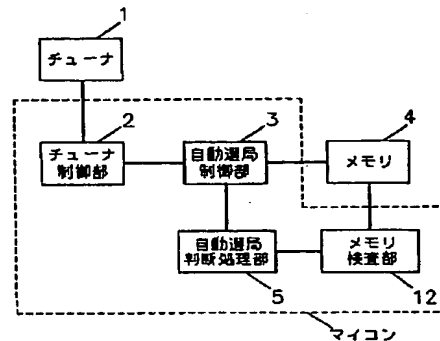 1
チューナ
2
チューナ
制御部
3
自動選局
制御部
4
メモリ
自動選局
判断処理部
5
メモリ
検査部
12
マイコン